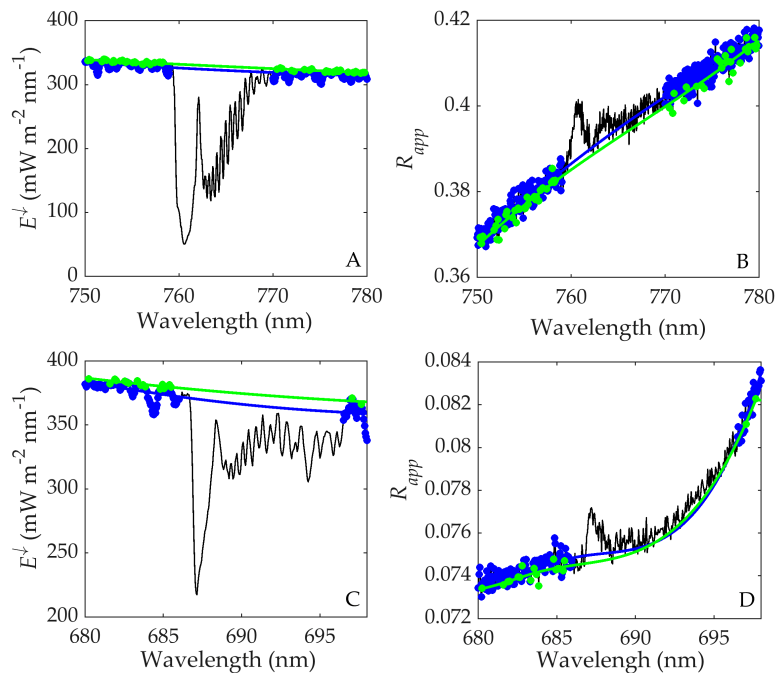 400
300
200
100
0
E↓ (mW m-2 nm-1)
750 760 770 780
Wavelength (nm)
A
0.42
0.4
0.38
0.36
Rapp
750 760 770 780
Wavelength (nm)
B
400
350
300
250
200
E↓ (mW m-2 nm-1)
680 685 690 695
Wavelength (nm)
C
0.084
0.082
0.08
0.078
0.076
0.074
0.072
Rapp
680 685 690 695
Wavelengh (nm)
D